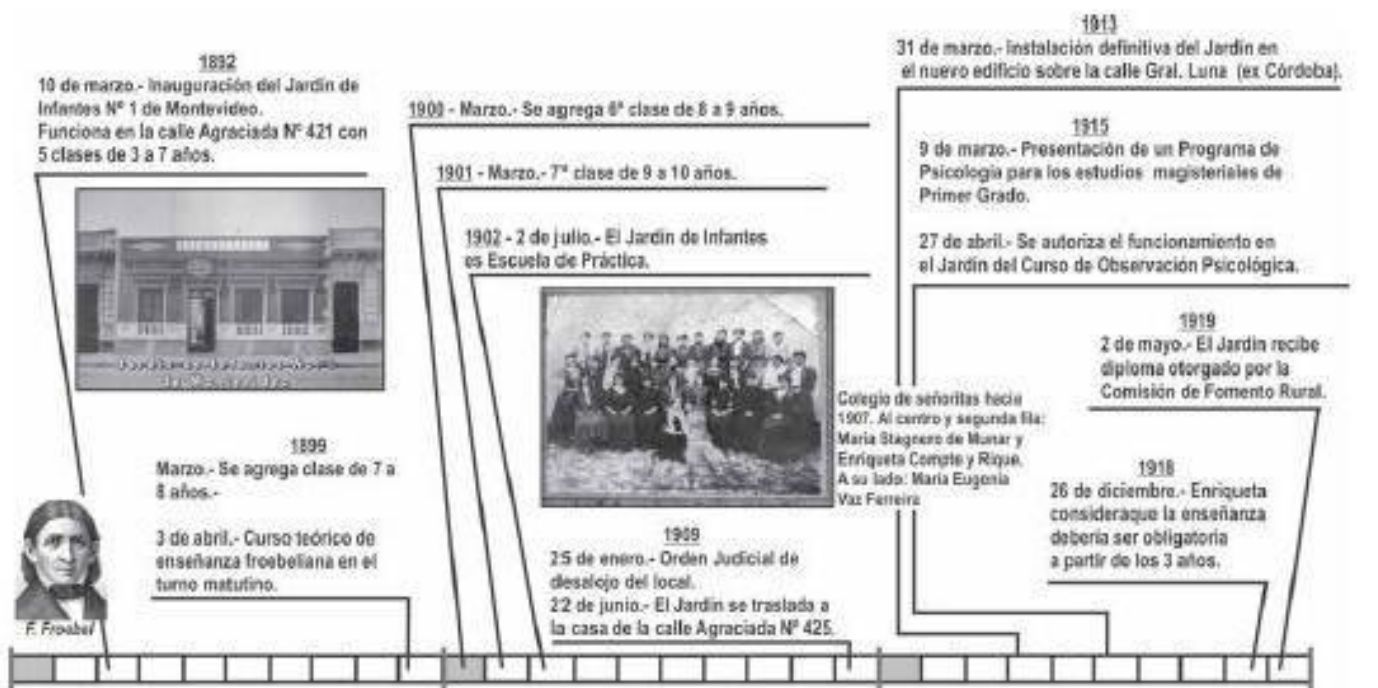 1892
10 de marzo.- Inauguración del Jardín de
Infantes Nº 1 de Montevideo.
Funciona en la calle Agraciada Nº 421 con
5 clases de 3 a 7 años.
1899
Marzo.- Se agrega clase de 7 a
8 años.-
3 de abril.- Curso teórico de
enseñanza froebeliana en el
turno matutino.
F. Froebel
1900 - Marzo.- Se agrega 6ª clase de 8 a 9 años.
1901 - Marzo.- 7ª clase de 9 a 10 años.
1902 - 2 de julio.- El Jardín de Infantes
es Escuela de Práctica.
Colegio de señoritas hacia
1907. Al centro y segunda fila:
María Stagnero de Munar y
Enriqueta Compte y Rique.
A su lado: María Eugenia
Vaz Ferreira
1909
25 de enero.- Orden Judicial de
desalojo del local.
22 de junio.- El Jardín se traslada a
la casa de la calle Agraciada Nº 425.
1913
31 de marzo.- Instalación definitiva del Jardín en
el nuevo edificio sobre la calle Gral. Luna (ex Córdoba).
1915
9 de marzo.- Presentación de un Programa de
Psicología para los estudios magisteriales de
Primer Grado.
27 de abril.- Se autoriza el funcionamiento en
el Jardín del Curso de Observación Psicológica.
1919
2 de mayo.- El Jardín recibe
diploma otorgado por la
Comisión de Fomento Rural.
1918
26 de diciembre.- Enriqueta
consideraque la enseñanza
debería ser obligatoria
a partir de los 3 años.